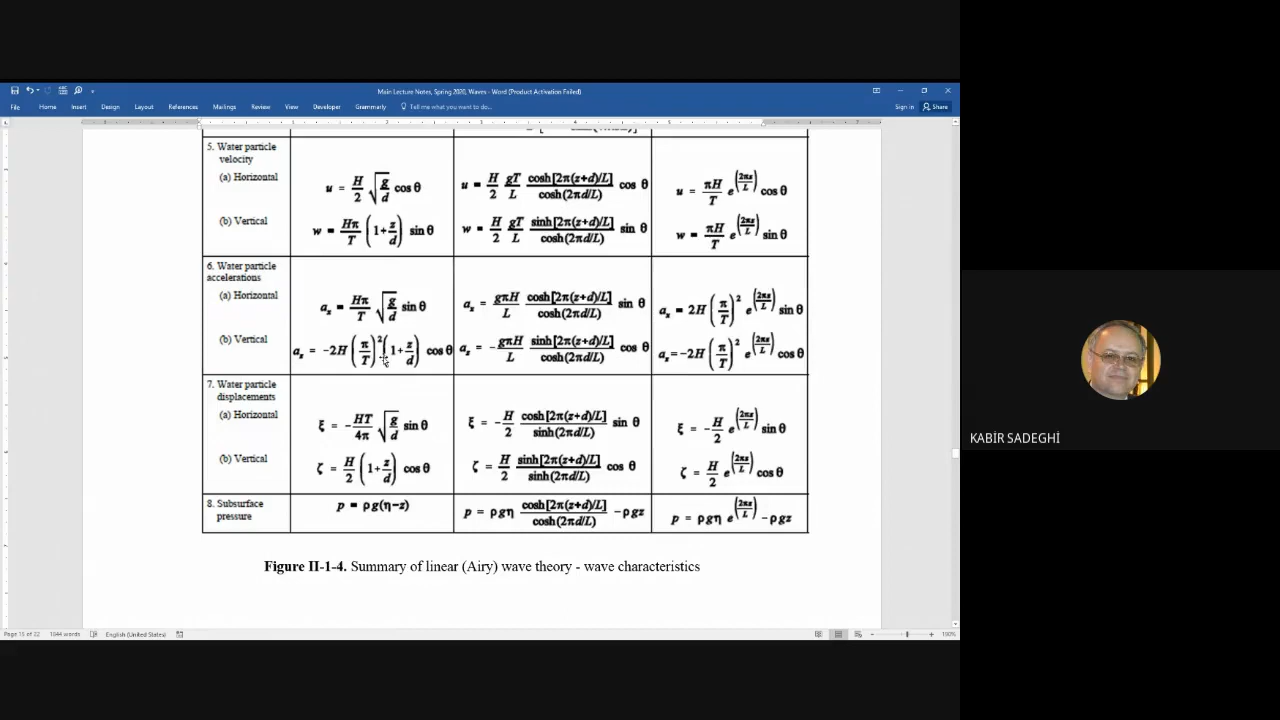 Main Lecture Notes, Spring 2020, Waves - Word (Product Activation Failed)
File Home Insert Design Layout References Mailings Review View Developer Grammarly Tell me what you want to do... Sign in Share
5. Water particle
velocity
(a) Horizontal u = H/2 √(g/d) cos θ u = H/2 gT/L cosh[2π(z+d)/L]/cosh(2πd/L) cos θ u = πH/T e^(2πz/L) cos θ
(b) Vertical w = Hπ/T (1+z/d) sin θ w = H/2 gT/L sinh[2π(z+d)/L]/cosh(2πd/L) sin θ w = πH/T e^(2πz/L) sin θ
6. Water particle
accelerations
(a) Horizontal a_x = Hπ/T √(g/d) sin θ a_x = gπH/L cosh[2π(z+d)/L]/cosh(2πd/L) sin θ a_x = 2H (π/T)^2 e^(2πz/L) sin θ
(b) Vertical a_z = -2H (π/T)^2 (1+z/d) cos θ a_z = - gπH/L sinh[2π(z+d)/L]/cosh(2πd/L) cos θ a_z = -2H (π/T)^2 e^(2πz/L) cos θ
7. Water particle
displacements
(a) Horizontal ξ = - HT/4π √(g/d) sin θ ξ = - H/2 cosh[2π(z+d)/L]/sinh(2πd/L) sin θ ξ = - H/2 e^(2πz/L) sin θ
(b) Vertical ζ = H/2 (1+z/d) cos θ ζ = H/2 sinh[2π(z+d)/L]/sinh(2πd/L) cos θ ζ = H/2 e^(2πz/L) cos θ
8. Subsurface
pressure p = ρg(η-z) p = ρgη cosh[2π(z+d)/L]/cosh(2πd/L) - ρgz p = ρgη e^(2πz/L) - ρgz
Figure II-1-4. Summary of linear (Airy) wave theory - wave characteristics
KABİR SADEGHİ
English (United States)